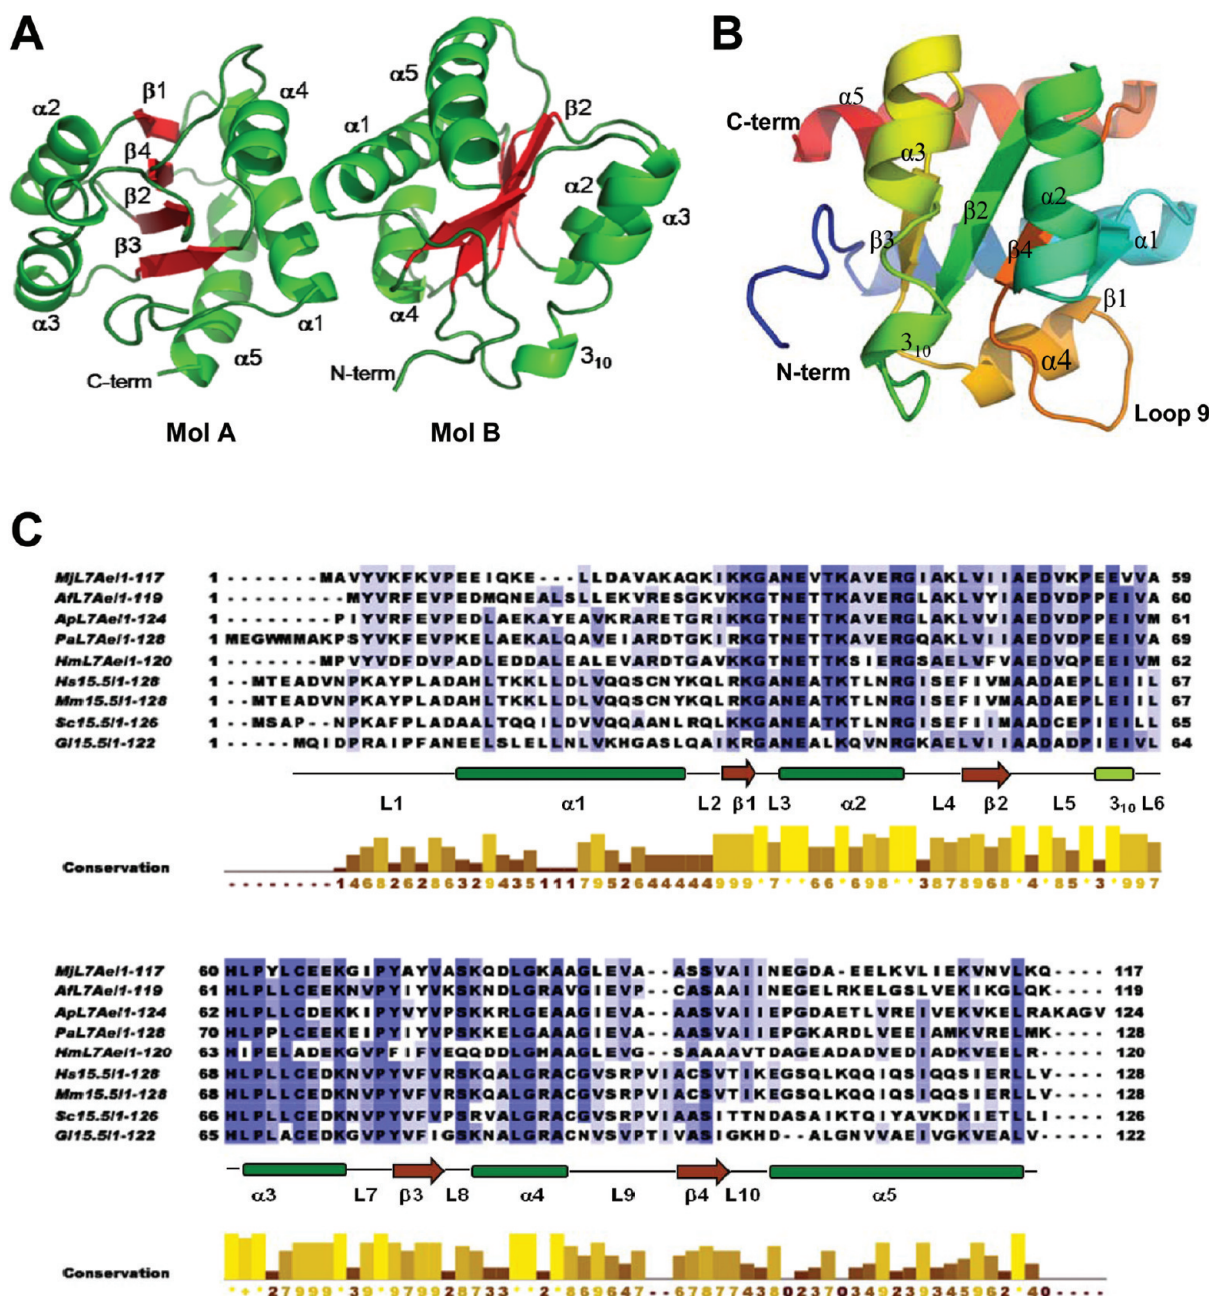 A
β1
α4
α2
β4
β2
β3
α3
α1
α5
C-term
Mol A
α5
β2
α1
α2
α3
α4
N-term
3₁₀
Mol B
B
α5
C-term
α3
α2
β2
β3
β4
α1
β1
3₁₀
α4
N-term
Loop 9
C
MjL7Ae/1-117 1 -------MAVYVKFKVPEEIQKE---LLDAVAKAQKIKKGANEVTKAVERGIAKLVIIAEDVKPEEVVA 59
AfL7Ae/1-119 1 ---------MYVRFEVPEDMQNEALSLLEKVRESGKVKKGTNETTKAVERGLAKLVYIAEDVDPPEIVA 60
ApL7Ae/1-124 1 --------PIYVRFEVPEDLAEKAYEAVKRARETGRIKKGTNETTKAVERGLAKLVVIAEDVDPPEIVM 61
PaL7Ae/1-128 1 MEGWMMAKPSYVKFEVPKELAEKALQAVEIARDTGKIRKGTNETTKAVERGQAKLVIIAEDVDPEEIVA 69
HmL7Ae/1-120 1 -------MPVYVDFDVPADLEDDALEALEVARDTGAVKKGTNETTKSIERGSAELVFVAEDVQPEEIVM 62
Hs15.5/1-128 1 --MTEADVNPKAYPLADAHLTKKLLDLVQQSCNYKQLRKGANEATKTLNRGISEFIVMAADAEPLEIIL 67
Mm15.5/1-128 1 --MTEADVNPKAYPLADAHLTKKLLDLVQQSCNYKQLRKGANEATKTLNRGISEFIVMAADAEPLEIIL 67
Sc15.5/1-126 1 --MSAP--NPKAFPLADAALTQQILDVVQQAANLRQLKKGANEATKTLNRGISEFIIMAADCEPIEILL 65
Gl15.5/1-122 1 -----MQIDPRAIPFANEELSLELLNLVKHGASLQAIKRGANEALKQVNRGKAELVIIAADADPIEIVL 64
L1 α1 L2 β1 L3 α2 L4 β2 L5 3₁₀ L6
Conservation
MjL7Ae/1-117 60 HLPYLCEEKGIPYAYVASKQDLGKAAGLEVA--ASSVAIINEGDA-EELKVLIEKVNVLKQ---- 117
AfL7Ae/1-119 61 HLPLLCEEKNVPYIYVKSKNDLGRAVGIEVP--CASAAIINEGELRKELGSLVEKIKGLQK---- 119
ApL7Ae/1-124 62 HLPLLCDEKKIPYVYVPSKKRLGEAAGIEVA--AASVAIIEPGDAETLVREIVEKVKELRAKAGV 124
PaL7Ae/1-128 70 HLPPLCEEKEIPYIYVPSKKELGAAAGIEVA--AASVAIIEPGKARDLVEEIAMKVRELMK---- 128
HmL7Ae/1-120 63 HIPELADEKGVPFIFVEQQDDLGHAAGLEVG--SAAAAVTDAGEADADVEDIADKVEELR----- 120
Hs15.5/1-128 68 HLPLLCEDKNVPYVFVRSKQALGRACGVSRPVIACSVTIKEGSQLKQQIQSIQQSIERLLV---- 128
Mm15.5/1-128 68 HLPLLCEDKNVPYVFVRSKQALGRACGVSRPVIACSVTIKEGSQLKQQIQSIQQSIERLLV---- 128
Sc15.5/1-126 66 HLPLLCEDKNVPYVFVPSRVALGRACGVSRPVIAASITTNDASAIKTQIYAVKDKIETLLI---- 126
Gl15.5/1-122 65 HLPLACEDKGVPYVFIGSKNALGRACNVSVPTIVASIGKHD--ALGNVVAEIVGKVEALV----- 122
α3 L7 β3 L8 α4 L9 β4 L10 α5
Conservation